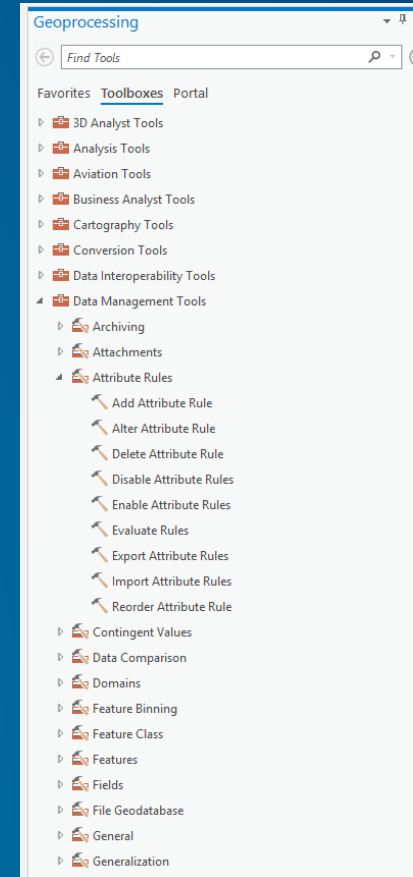 Geoprocessing
Find Tools
Favorites Toolboxes Portal
3D Analyst Tools
Analysis Tools
Aviation Tools
Business Analyst Tools
Cartography Tools
Conversion Tools
Data Interoperability Tools
Data Management Tools
Archiving
Attachments
Attribute Rules
Add Attribute Rule
Alter Attribute Rule
Delete Attribute Rule
Disable Attribute Rules
Enable Attribute Rules
Evaluate Rules
Export Attribute Rules
Import Attribute Rules
Reorder Attribute Rule
Contingent Values
Data Comparison
Domains
Feature Binning
Feature Class
Features
Fields
File Geodatabase
General
Generalization